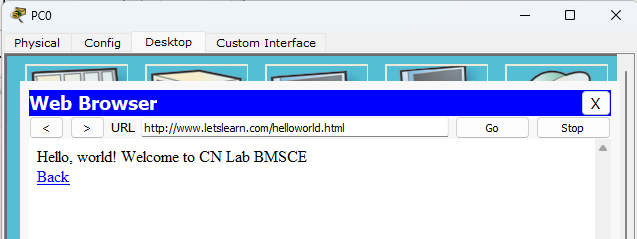 PC0
Physical Config Desktop Custom Interface
Web Browser X
< > URL http://www.letslearn.com/helloworld.html Go Stop
Hello, world! Welcome to CN Lab BMSCE
Back